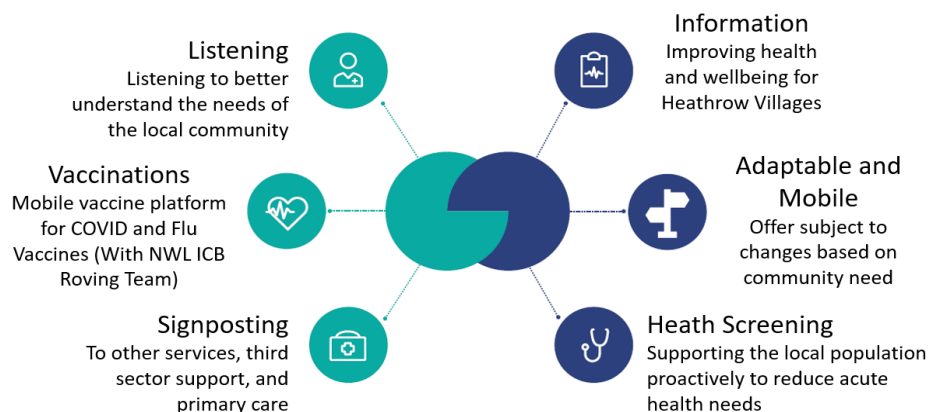 Listening
Listening to better
understand the needs of
the local community
Vaccinations
Mobile vaccine platform
for COVID and Flu
Vaccines (With NWL ICB
Roving Team)
Signposting
To other services, third
sector support, and
primary care
Information
Improving health
and wellbeing for
Heathrow Villages
Adaptable and
Mobile
Offer subject to
changes based on
community need
Heath Screening
Supporting the local population
proactively to reduce acute
health needs